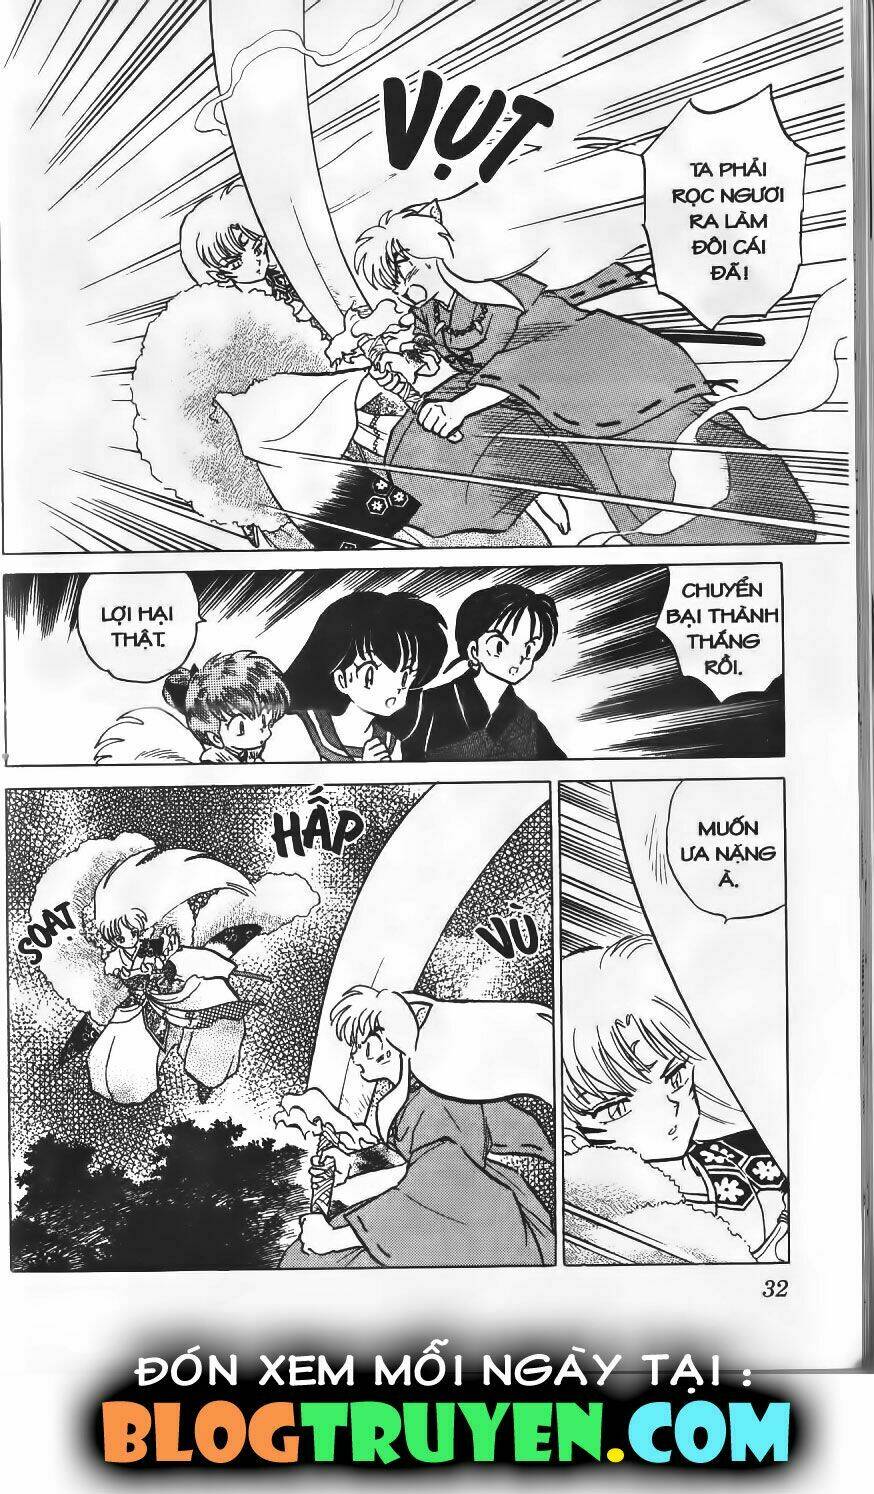 VỤT
TA PHẢI
RỌC NGƯƠI
RA LÀM
ĐÔI CÁI
ĐÃ!
CHUYỂN
BẠI THÀNH
THẮNG
RỒI.
LỢI HẠI
THẬT.
MUỐN
ƯA NẶNG
À.
HẤP
SOẠT
VÙ
32
ĐÓN XEM MỖI NGÀY TẠI :
BLOGTRUYEN.COM